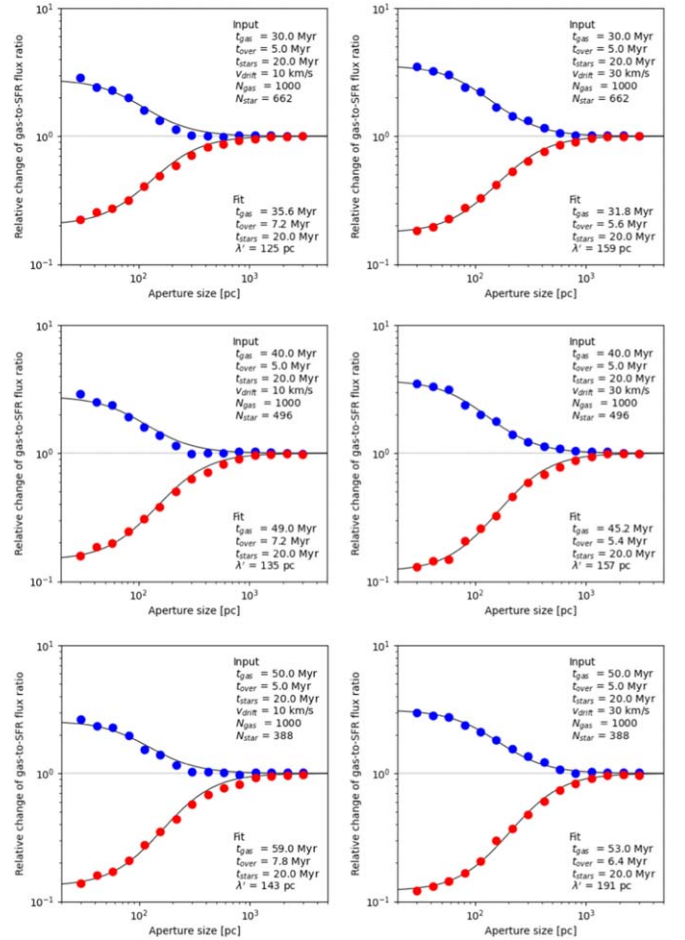 Relative change of gas-to-SFR flux ratio
10¹
10⁰
10⁻¹
Input
t_gas = 30.0 Myr
t_over = 5.0 Myr
t_stars = 20.0 Myr
v_drift = 10 km/s
N_gas = 1000
N_star = 662
Fit
t_gas = 35.6 Myr
t_over = 7.2 Myr
t_stars = 20.0 Myr
λ' = 125 pc
10²
10³
Aperture size [pc]
Relative change of gas-to-SFR flux ratio
10¹
10⁰
10⁻¹
Input
t_gas = 30.0 Myr
t_over = 5.0 Myr
t_stars = 20.0 Myr
v_drift = 30 km/s
N_gas = 1000
N_star = 662
Fit
t_gas = 31.8 Myr
t_over = 5.6 Myr
t_stars = 20.0 Myr
λ' = 159 pc
10²
10³
Aperture size [pc]
Relative change of gas-to-SFR flux ratio
10¹
10⁰
10⁻¹
Input
t_gas = 40.0 Myr
t_over = 5.0 Myr
t_stars = 20.0 Myr
v_drift = 10 km/s
N_gas = 1000
N_star = 496
Fit
t_gas = 49.0 Myr
t_over = 7.2 Myr
t_stars = 20.0 Myr
λ' = 135 pc
10²
10³
Aperture size [pc]
Relative change of gas-to-SFR flux ratio
10¹
10⁰
10⁻¹
Input
t_gas = 40.0 Myr
t_over = 5.0 Myr
t_stars = 20.0 Myr
v_drift = 30 km/s
N_gas = 1000
N_star = 496
Fit
t_gas = 45.2 Myr
t_over = 5.4 Myr
t_stars = 20.0 Myr
λ' = 157 pc
10²
10³
Aperture size [pc]
Relative change of gas-to-SFR flux ratio
10¹
10⁰
10⁻¹
Input
t_gas = 50.0 Myr
t_over = 5.0 Myr
t_stars = 20.0 Myr
v_drift = 10 km/s
N_gas = 1000
N_star = 388
Fit
t_gas = 59.0 Myr
t_over = 7.8 Myr
t_stars = 20.0 Myr
λ' = 143 pc
10²
10³
Aperture size [pc]
Relative change of gas-to-SFR flux ratio
10¹
10⁰
10⁻¹
Input
t_gas = 50.0 Myr
t_over = 5.0 Myr
t_stars = 20.0 Myr
v_drift = 30 km/s
N_gas = 1000
N_star = 388
Fit
t_gas = 53.0 Myr
t_over = 6.4 Myr
t_stars = 20.0 Myr
λ' = 191 pc
10²
10³
Aperture size [pc]